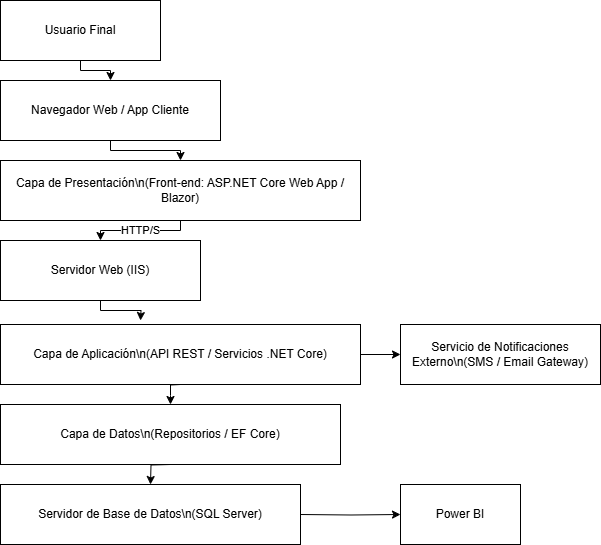 Usuario Final
Navegador Web / App Cliente
Capa de Presentación\n(Front-end: ASP.NET Core Web App /
Blazor)
HTTP/S
Servidor Web (IIS)
Capa de Aplicación\n(API REST / Servicios .NET Core)
Servicio de Notificaciones
Externo\n(SMS / Email Gateway)
Capa de Datos\n(Repositorios / EF Core)
Servidor de Base de Datos\n(SQL Server)
Power BI